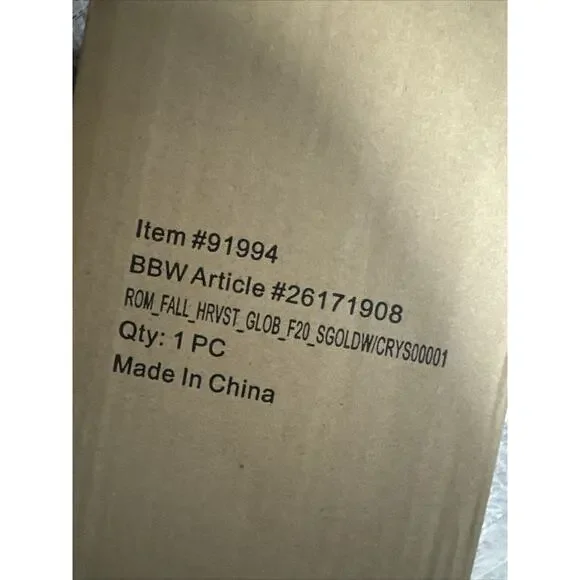 Item #91994
BBW Article #26171908
ROM_FALL_HRVST_GLOB_F20_SGOLDW/CRYS00001
Qty: 1 PC
Made In China